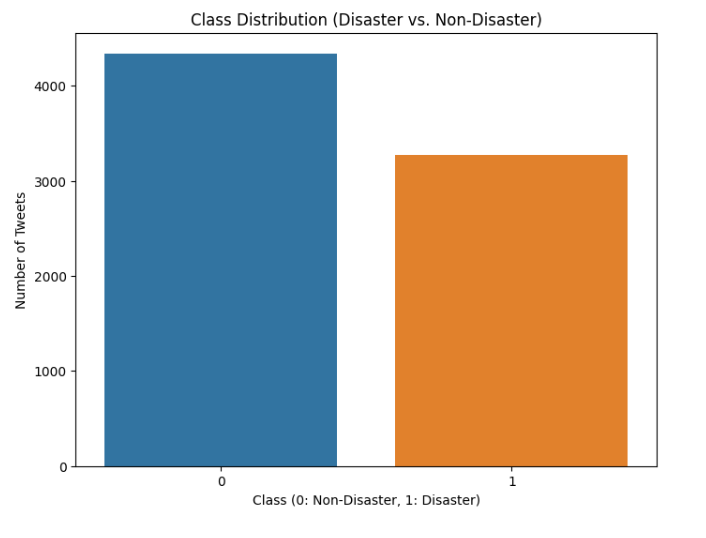 Class Distribution (Disaster vs. Non-Disaster)
Number of Tweets
4000
3000
2000
1000
0
0 1
Class (0: Non-Disaster, 1: Disaster)